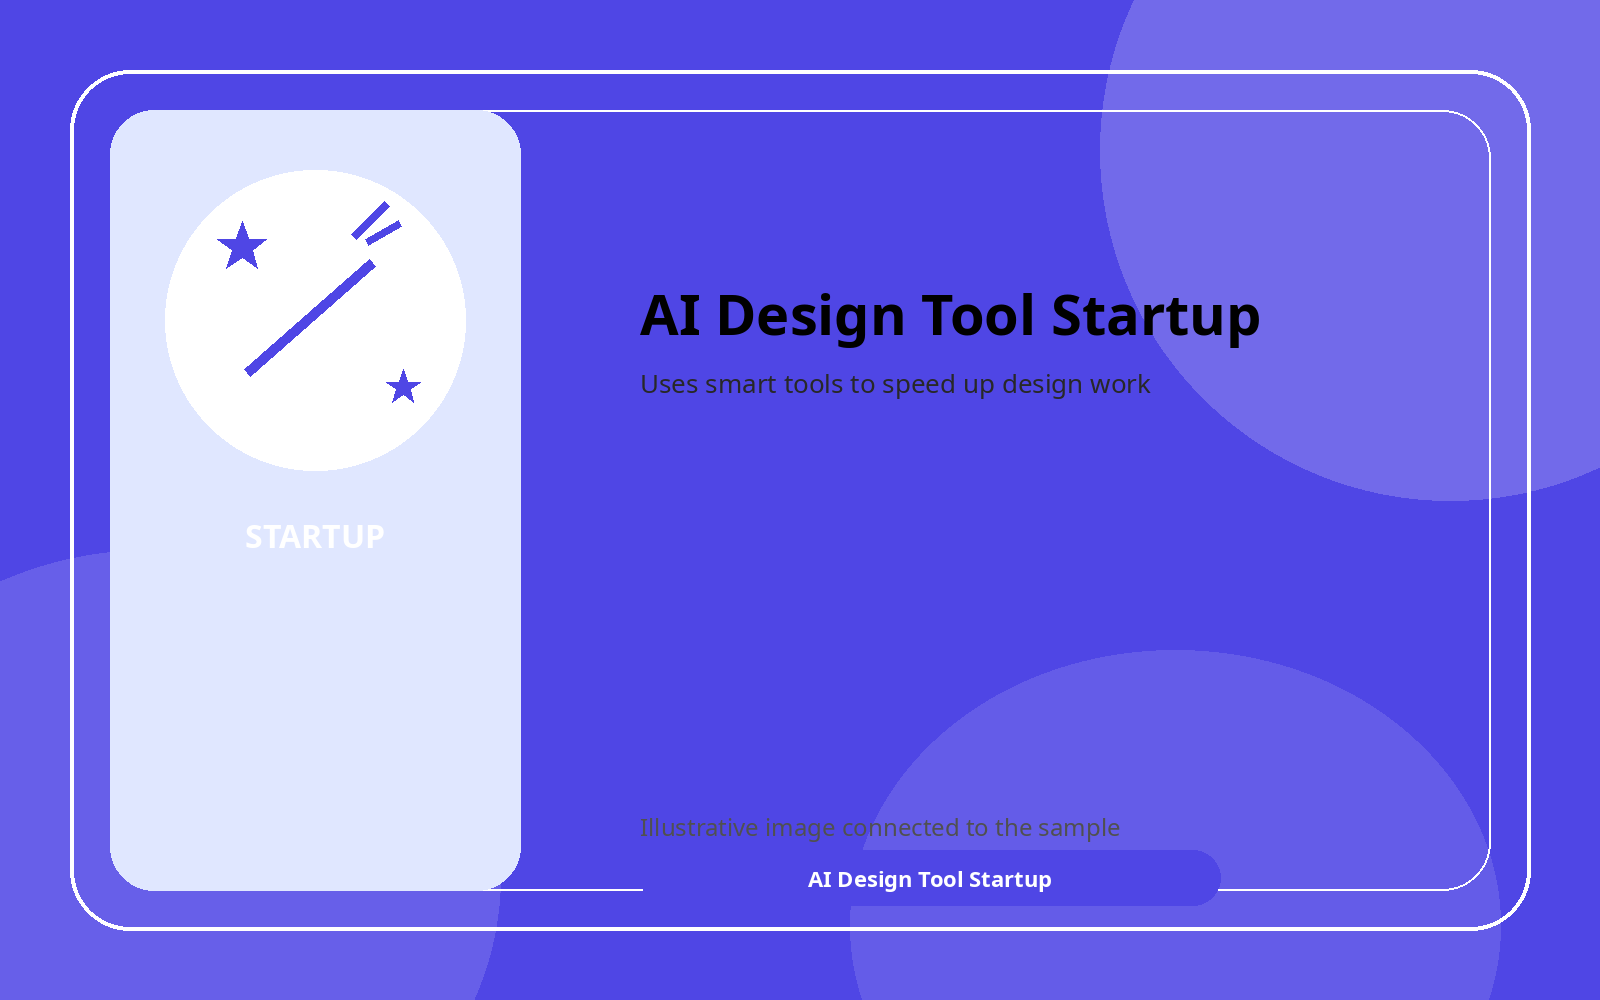 STARTUP
AI Design Tool Startup
Uses smart tools to speed up design work
Illustrative image connected to the sample
AI Design Tool Startup